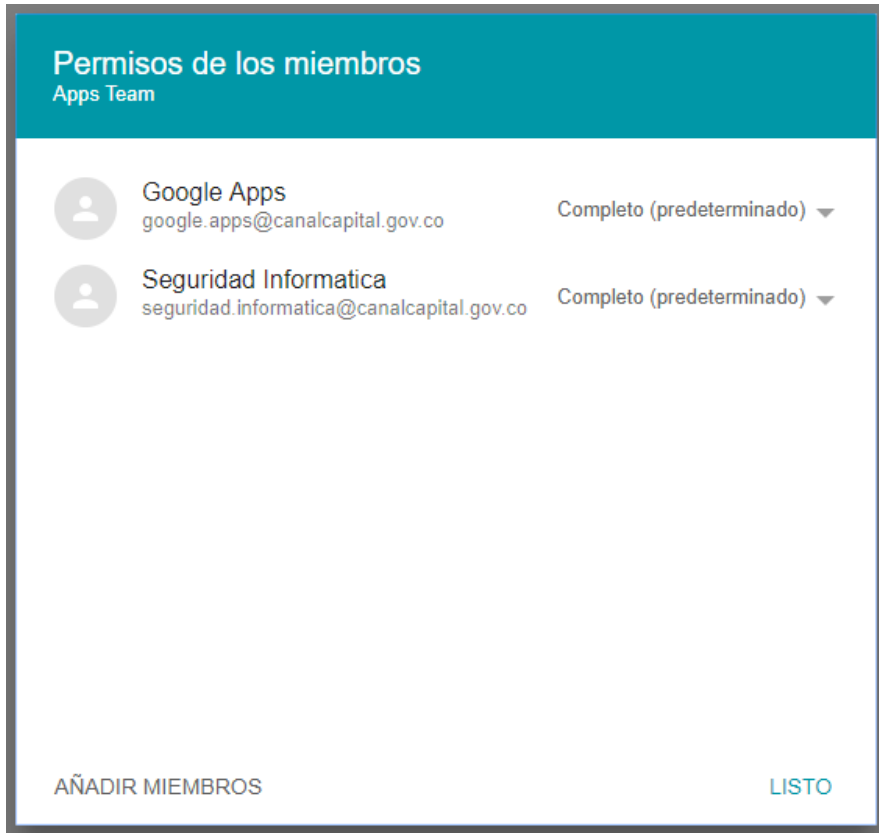 Permisos de los miembros
Apps Team
Google Apps
google.apps@canalcapital.gov.co
Completo (predeterminado)
Seguridad Informatica
seguridad.informatica@canalcapital.gov.co
Completo (predeterminado)
AÑADIR MIEMBROS
LISTO